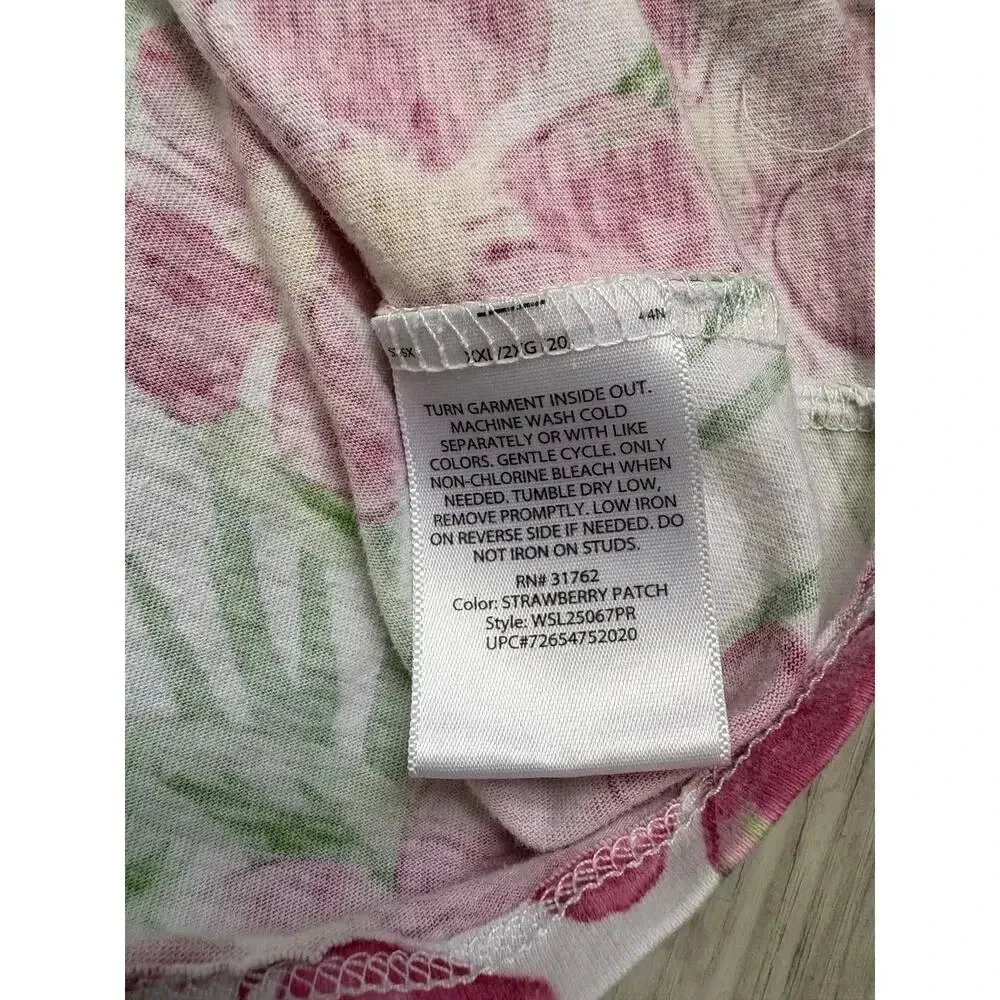 XXL/2XG 20
TURN GARMENT INSIDE OUT.
MACHINE WASH COLD
SEPARATELY OR WITH LIKE
COLORS. GENTLE CYCLE. ONLY
NON-CHLORINE BLEACH WHEN
NEEDED. TUMBLE DRY LOW,
REMOVE PROMPTLY. LOW IRON
ON REVERSE SIDE IF NEEDED. DO
NOT IRON ON STUDS.
RN# 31762
Color: STRAWBERRY PATCH
Style: WSL25067PR
UPC#72654752020